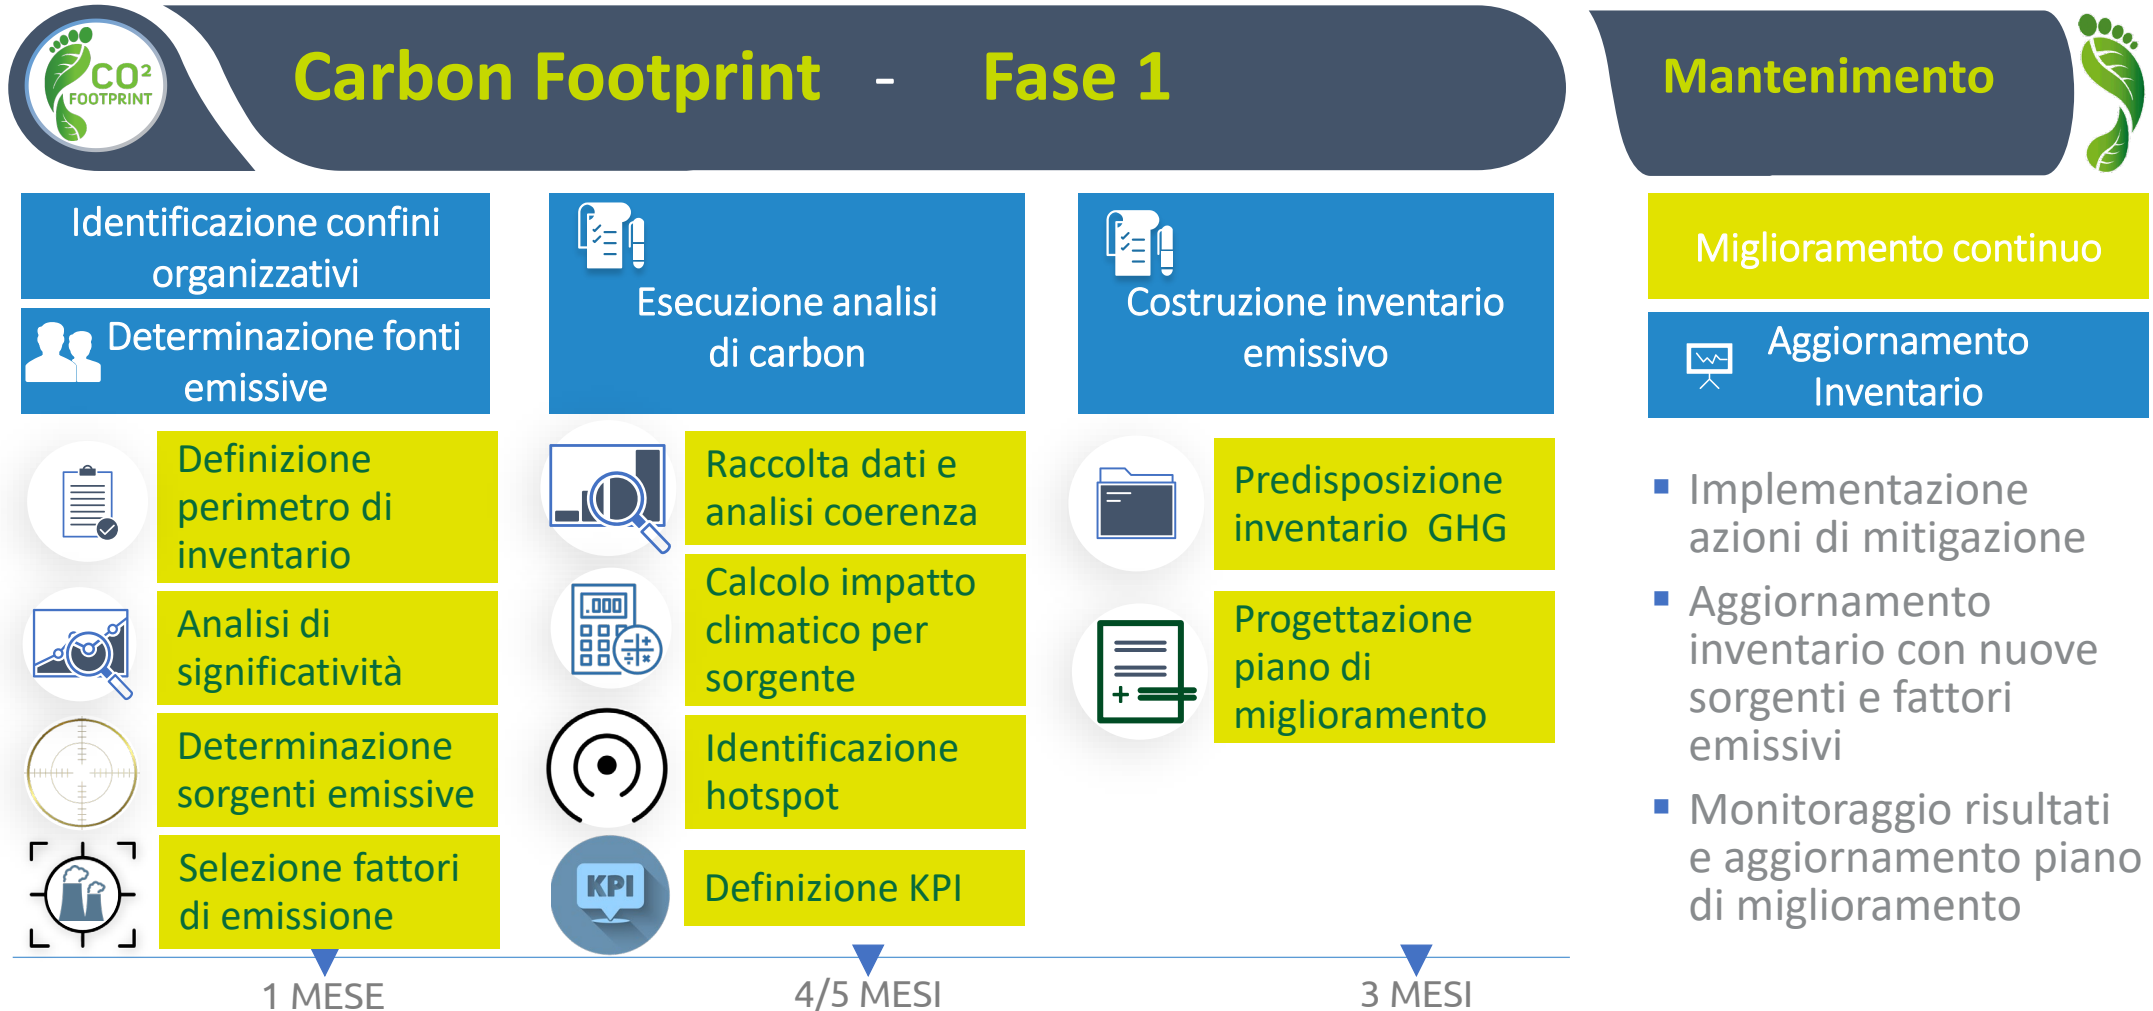 CO²
FOOTPRINT
Carbon Footprint - Fase 1
Mantenimento
Identificazione confini
organizzativi
Determinazione fonti
emissive
Definizione
perimetro di
inventario
Analisi di
significatività
Determinazione
sorgenti emissive
Selezione fattori
di emissione
1 MESE
Esecuzione analisi
di carbon
Raccolta dati e
analisi coerenza
.000
Calcolo impatto
climatico per
sorgente
Identificazione
hotspot
KPI
Definizione KPI
4/5 MESI
Costruzione inventario
emissivo
Predisposizione
inventario GHG
Progettazione
piano di
miglioramento
3 MESI
Miglioramento continuo
Aggiornamento
Inventario
▪ Implementazione
azioni di mitigazione
▪ Aggiornamento
inventario con nuove
sorgenti e fattori
emissivi
▪ Monitoraggio risultati
e aggiornamento piano
di miglioramento